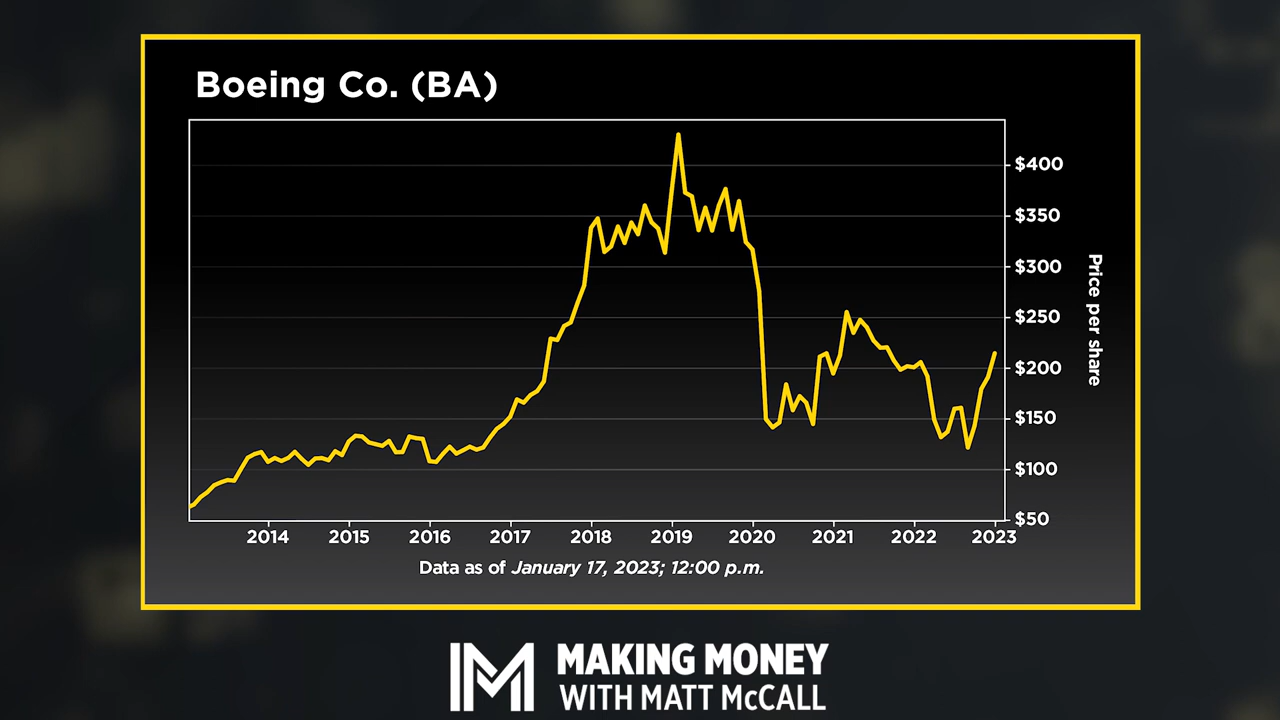 Boeing Co. (BA)
$400
$350
$300
$250
$200
$150
$100
$50
Price per share
2014 2015 2016 2017 2018 2019 2020 2021 2022 2023
Data as of January 17, 2023; 12:00 p.m.
MAKING MONEY
WITH MATT McCALL